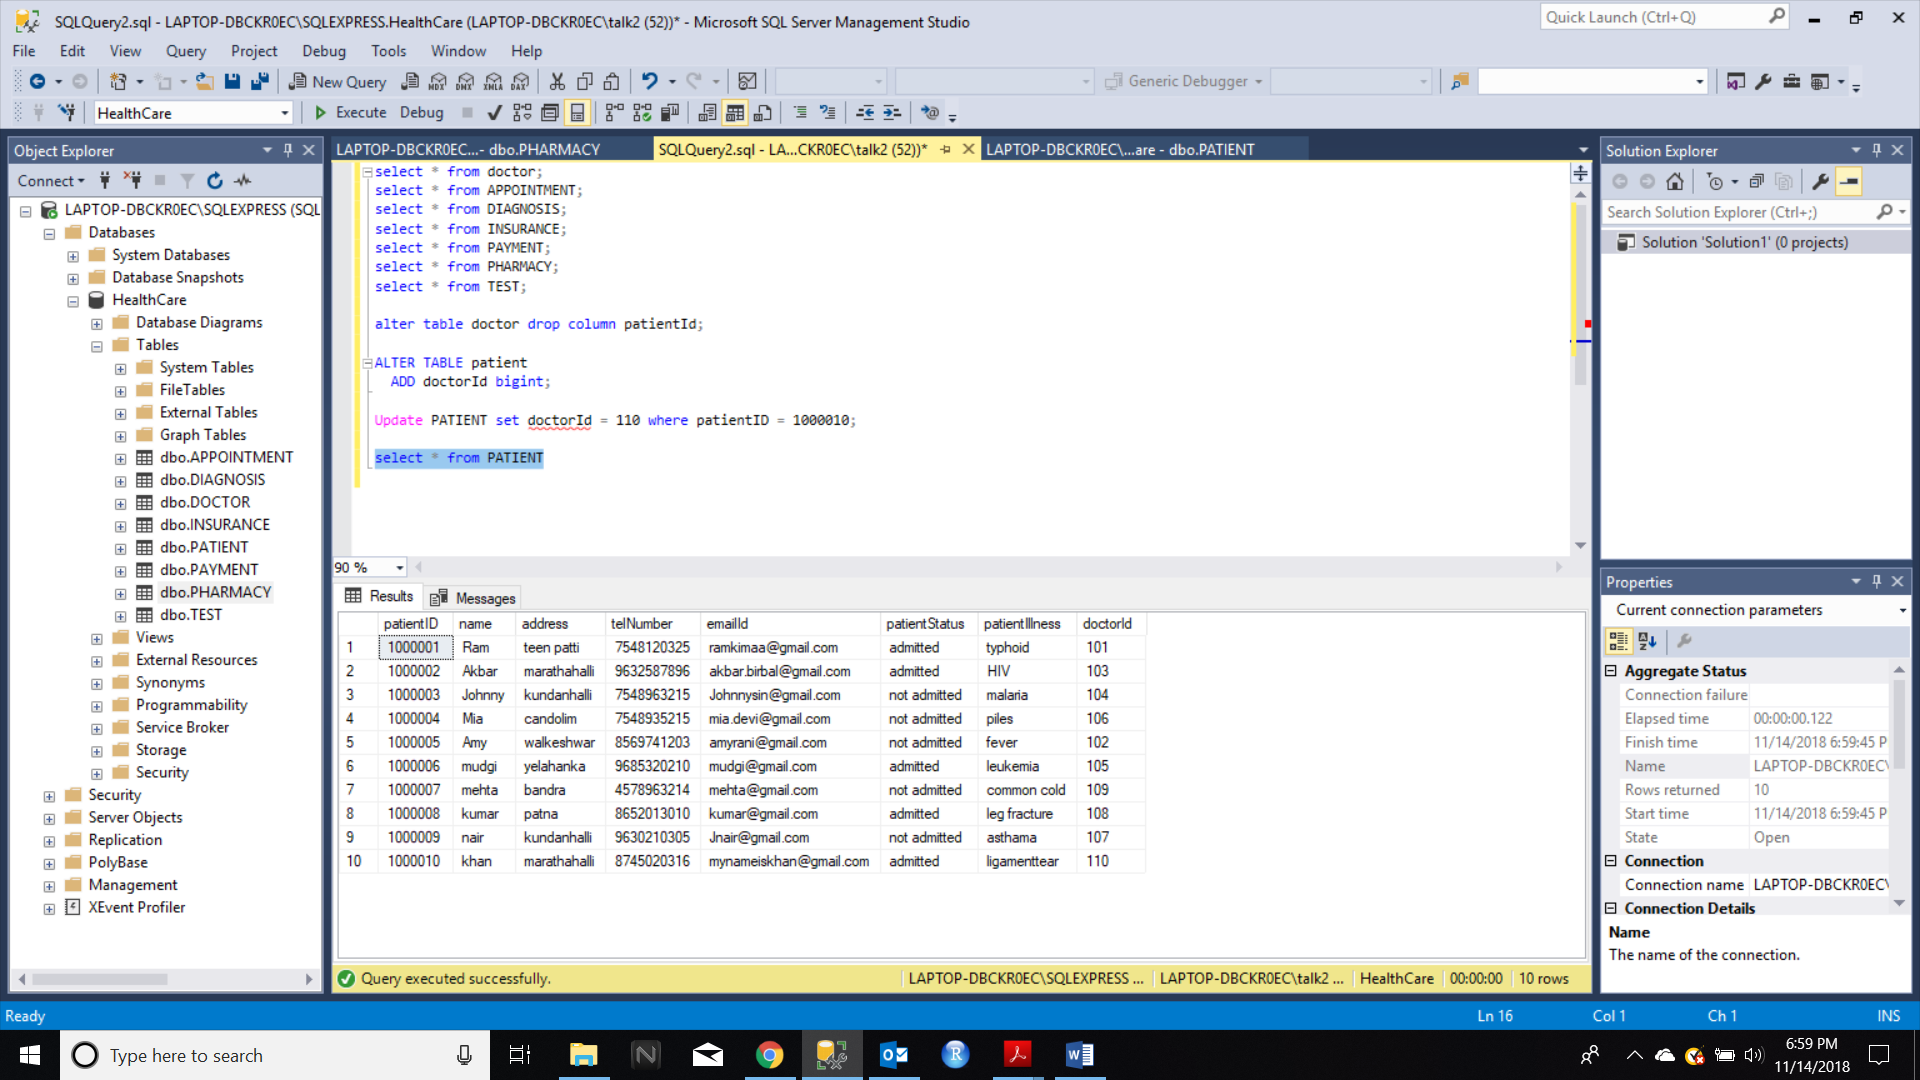 SQLQuery2.sql - LAPTOP-DBCKR0EC\SQLEXPRESS.HealthCare (LAPTOP-DBCKR0EC\talk2 (52))* - Microsoft SQL Server Management Studio
Quick Launch (Ctrl+Q)
File Edit View Query Project Debug Tools Window Help
New Query MDX DMX XMLA DAX Generic Debugger
HealthCare Execute Debug
Object Explorer
Connect
LAPTOP-DBCKR0EC\SQLEXPRESS (SQL
Databases
System Databases
Database Snapshots
HealthCare
Database Diagrams
Tables
System Tables
FileTables
External Tables
Graph Tables
dbo.APPOINTMENT
dbo.DIAGNOSIS
dbo.DOCTOR
dbo.INSURANCE
dbo.PATIENT
dbo.PAYMENT
dbo.PHARMACY
dbo.TEST
Views
External Resources
Synonyms
Programmability
Service Broker
Storage
Security
Security
Server Objects
Replication
PolyBase
Management
XEvent Profiler
LAPTOP-DBCKR0EC...- dbo.PHARMACY SQLQuery2.sql - LA...CKR0EC\talk2 (52))* LAPTOP-DBCKR0EC\...are - dbo.PATIENT
select * from doctor;
select * from APPOINTMENT;
select * from DIAGNOSIS;
select * from INSURANCE;
select * from PAYMENT;
select * from PHARMACY;
select * from TEST;
alter table doctor drop column patientId;
ALTER TABLE patient
ADD doctorId bigint;
Update PATIENT set doctorId = 110 where patientID = 1000010;
select * from PATIENT
90 %
Results Messages
patientID name address telNumber emailId patientStatus patientIllness doctorId
1 1000001 Ram teen patti 7548120325 ramkimaa@gmail.com admitted typhoid 101
2 1000002 Akbar marathahalli 9632587896 akbar.birbal@gmail.com admitted HIV 103
3 1000003 Johnny kundanhalli 7548963215 Johnnysin@gmail.com not admitted malaria 104
4 1000004 Mia candolim 7548935215 mia.devi@gmail.com not admitted piles 106
5 1000005 Amy walkeshwar 8569741203 amyrani@gmail.com not admitted fever 102
6 1000006 mudgi yelahanka 9685320210 mudgi@gmail.com admitted leukemia 105
7 1000007 mehta bandra 4578963214 mehta@gmail.com not admitted common cold 109
8 1000008 kumar patna 8652013010 kumar@gmail.com admitted leg fracture 108
9 1000009 nair kundanhalli 9630210305 Jnair@gmail.com not admitted asthama 107
10 1000010 khan marathahalli 8745020316 mynameiskhan@gmail.com admitted ligamenttear 110
Query executed successfully. LAPTOP-DBCKR0EC\SQLEXPRESS ... LAPTOP-DBCKR0EC\talk2 ... HealthCare 00:00:00 10 rows
Solution Explorer
Search Solution Explorer (Ctrl+;)
Solution 'Solution1' (0 projects)
Properties
Current connection parameters
Aggregate Status
Connection failure
Elapsed time 00:00:00.122
Finish time 11/14/2018 6:59:45 P
Name LAPTOP-DBCKR0EC\
Rows returned 10
Start time 11/14/2018 6:59:45 P
State Open
Connection
Connection name LAPTOP-DBCKR0EC\
Connection Details
Name
The name of the connection.
Ready Ln 16 Col 1 Ch 1 INS
Type here to search
6:59 PM
11/14/2018